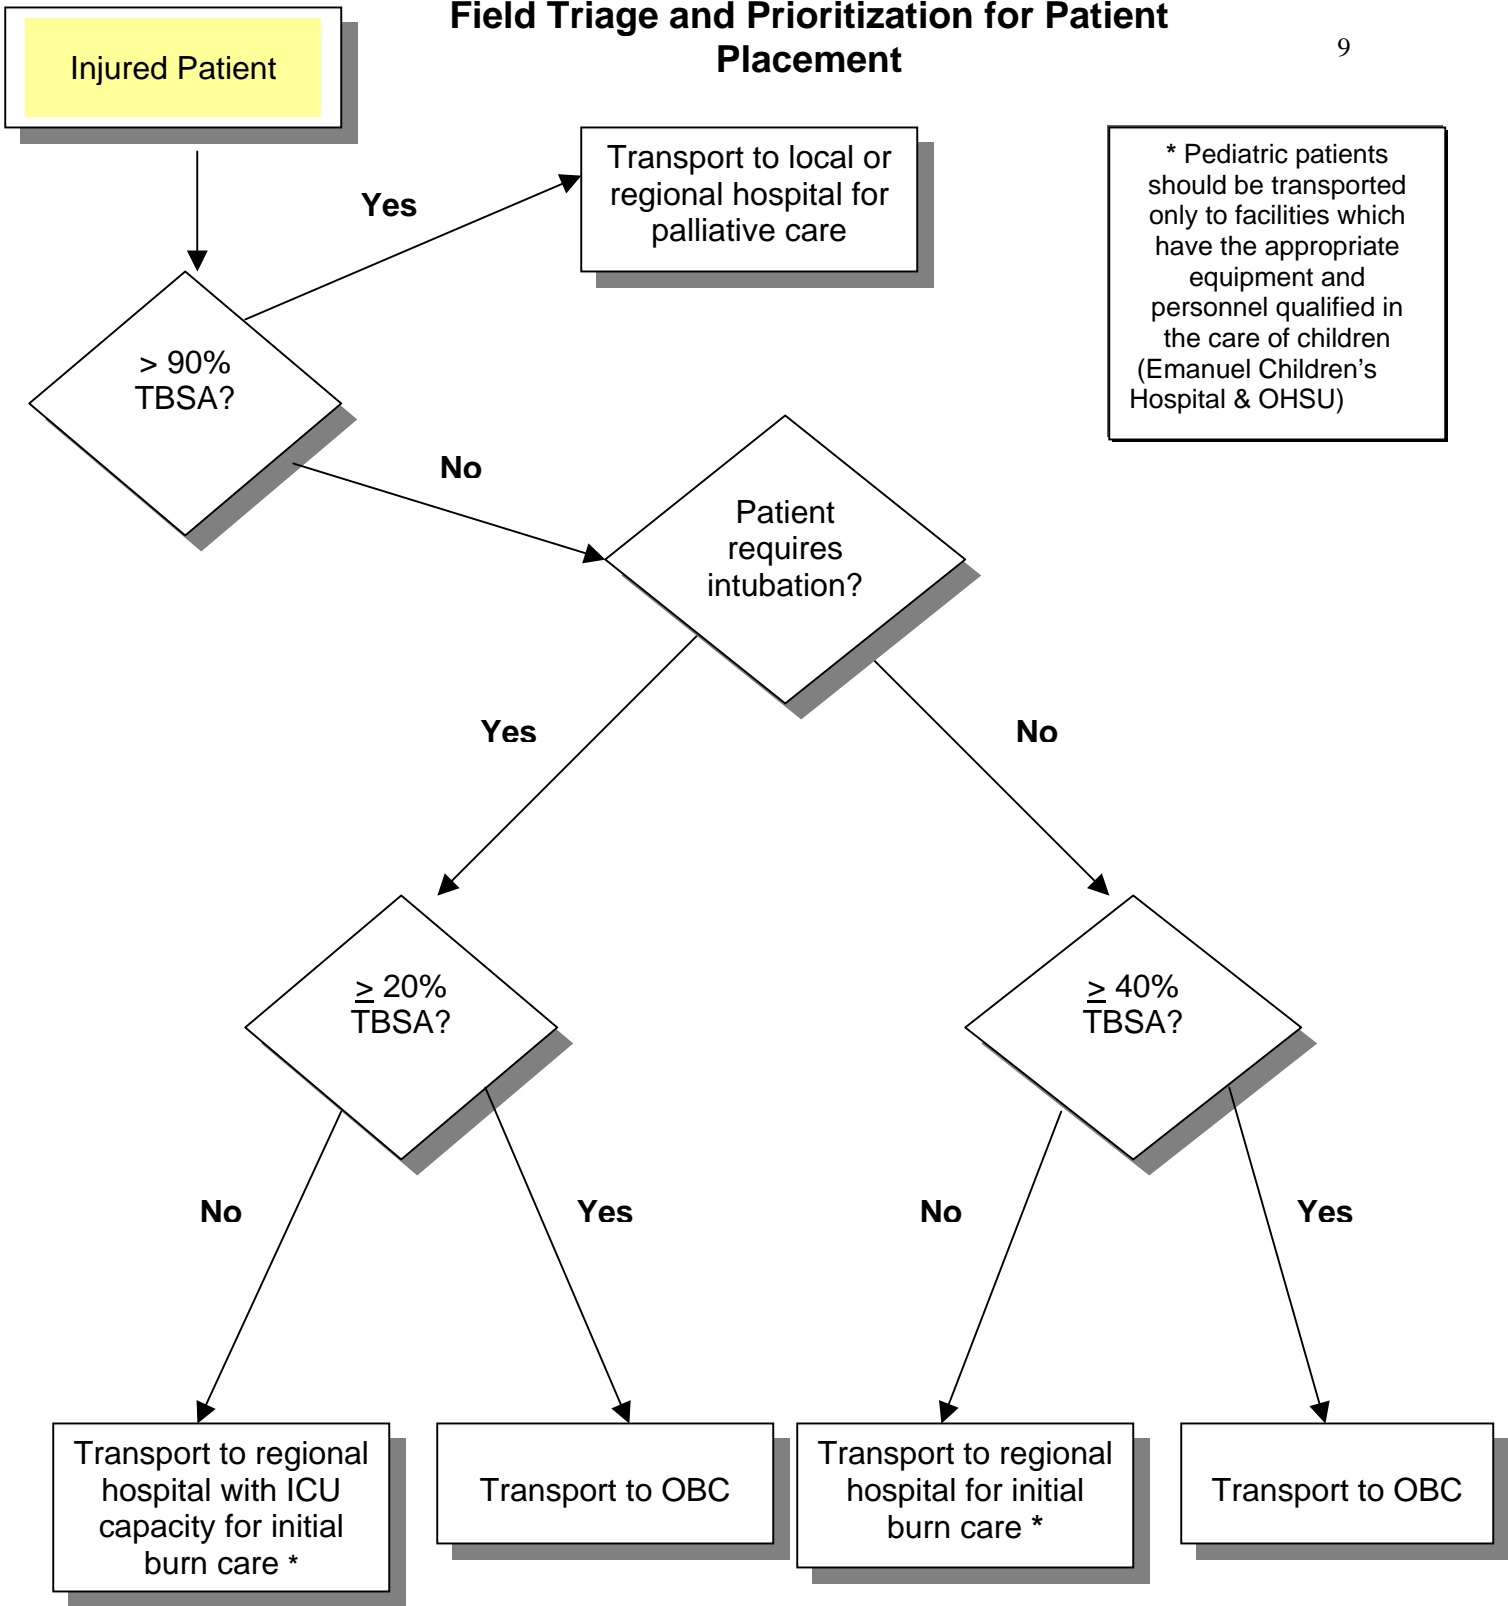 Field Triage and Prioritization for Patient
Placement
9
Injured Patient
Transport to local or
regional hospital for
palliative care
* Pediatric patients
should be transported
only to facilities which
have the appropriate
equipment and
personnel qualified in
the care of children
(Emanuel Children's
Hospital & OHSU)
Yes
> 90%
TBSA?
No
Patient
requires
intubation?
Yes
No
≥ 20%
TBSA?
≥ 40%
TBSA?
No
Yes
No
Yes
Transport to regional
hospital with ICU
capacity for initial
burn care *
Transport to OBC
Transport to regional
hospital for initial
burn care *
Transport to OBC